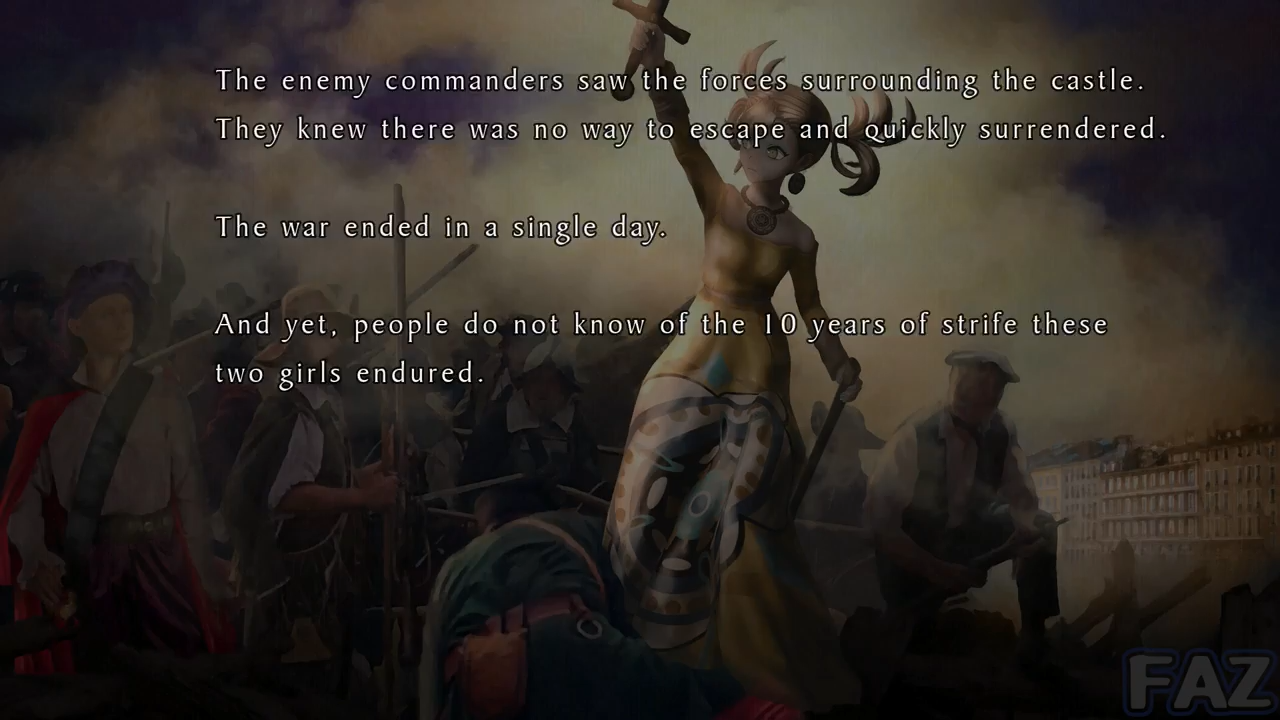 The enemy commanders saw the forces surrounding the castle.
They knew there was no way to escape and quickly surrendered.
The war ended in a single day.
And yet, people do not know of the 10 years of strife these
two girls endured.
FAZ